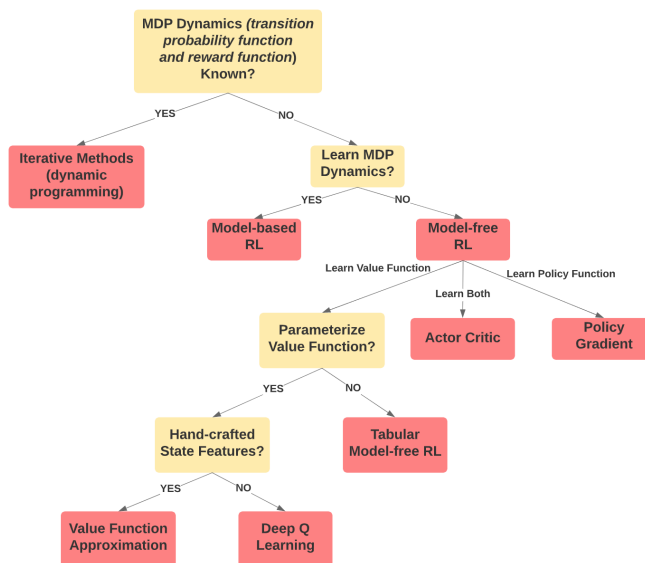 MDP Dynamics (transition
probability function
and reward function)
Known?
YES
NO
Iterative Methods
(dynamic
programming)
Learn MDP
Dynamics?
YES
NO
Model-based
RL
Model-free
RL
Learn Value Function
Learn Both
Learn Policy Function
Parameterize
Value Function?
Actor Critic
Policy
Gradient
YES
NO
Hand-crafted
State Features?
Tabular
Model-free RL
YES
NO
Value Function
Approximation
Deep Q
Learning